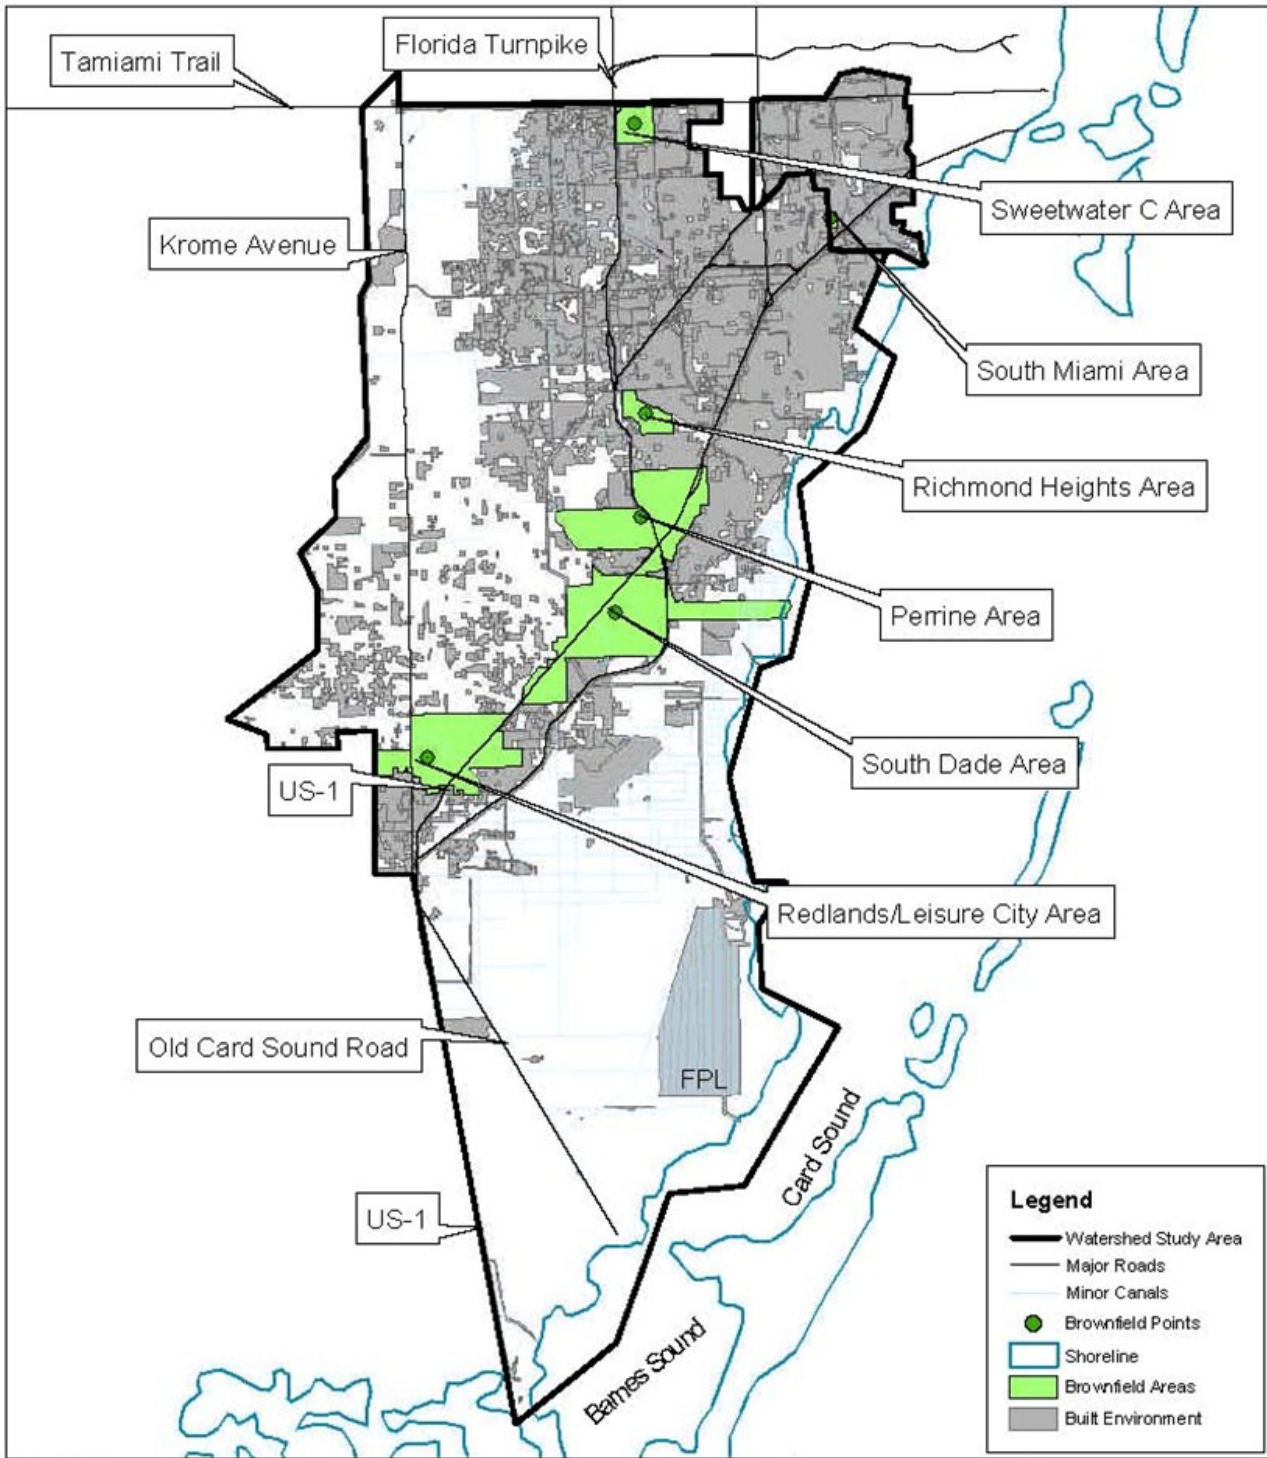 Florida Turnpike
Tamiami Trail
Sweetwater C Area
Krome Avenue
South Miami Area
Richmond Heights Area
Perrine Area
South Dade Area
US-1
Redlands/Leisure City Area
Old Card Sound Road
FPL
Card Sound
US-1
Barnes Sound
Legend
Watershed Study Area
Major Roads
Minor Canals
Brownfield Points
Shoreline
Brownfield Areas
Built Environment